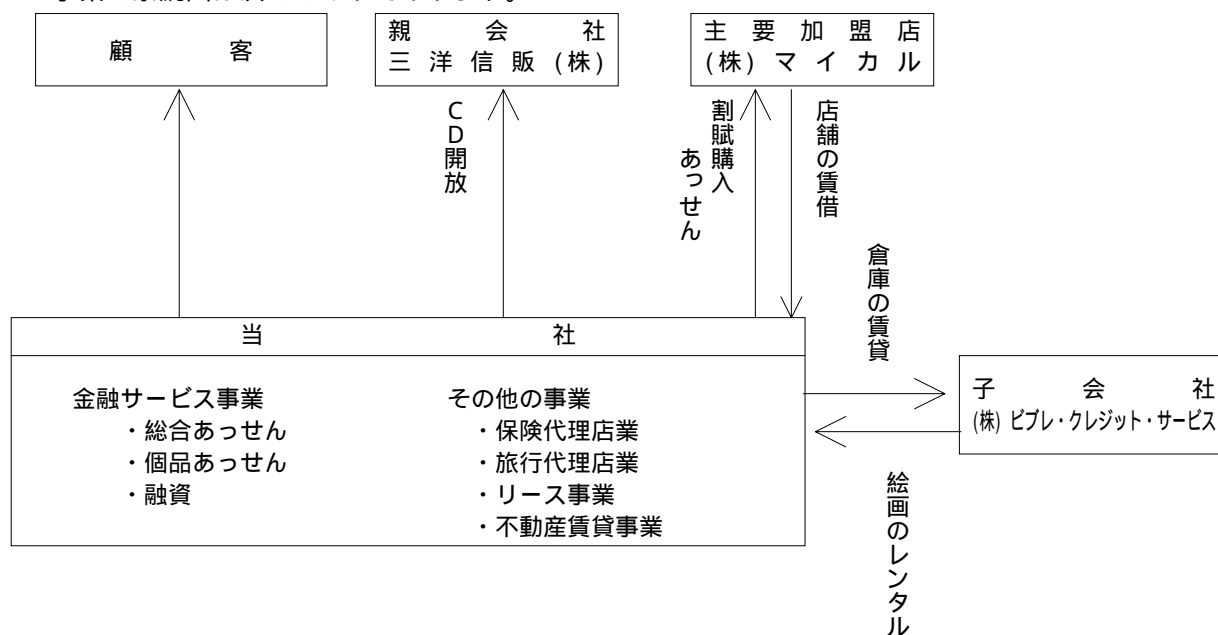 顧客
親会社
三洋信販(株)
主要加盟店
(株)マイカル
CD開放
割賦購入
あっせん
店舗の賃借
倉庫の賃貸
当社
金融サービス事業
・総合あっせん
・個品あっせん
・融資
その他の事業
・保険代理店業
・旅行代理店業
・リース事業
・不動産賃貸事業
子会社
(株)ビブレ・クレジット・サービス
絵画のレンタル